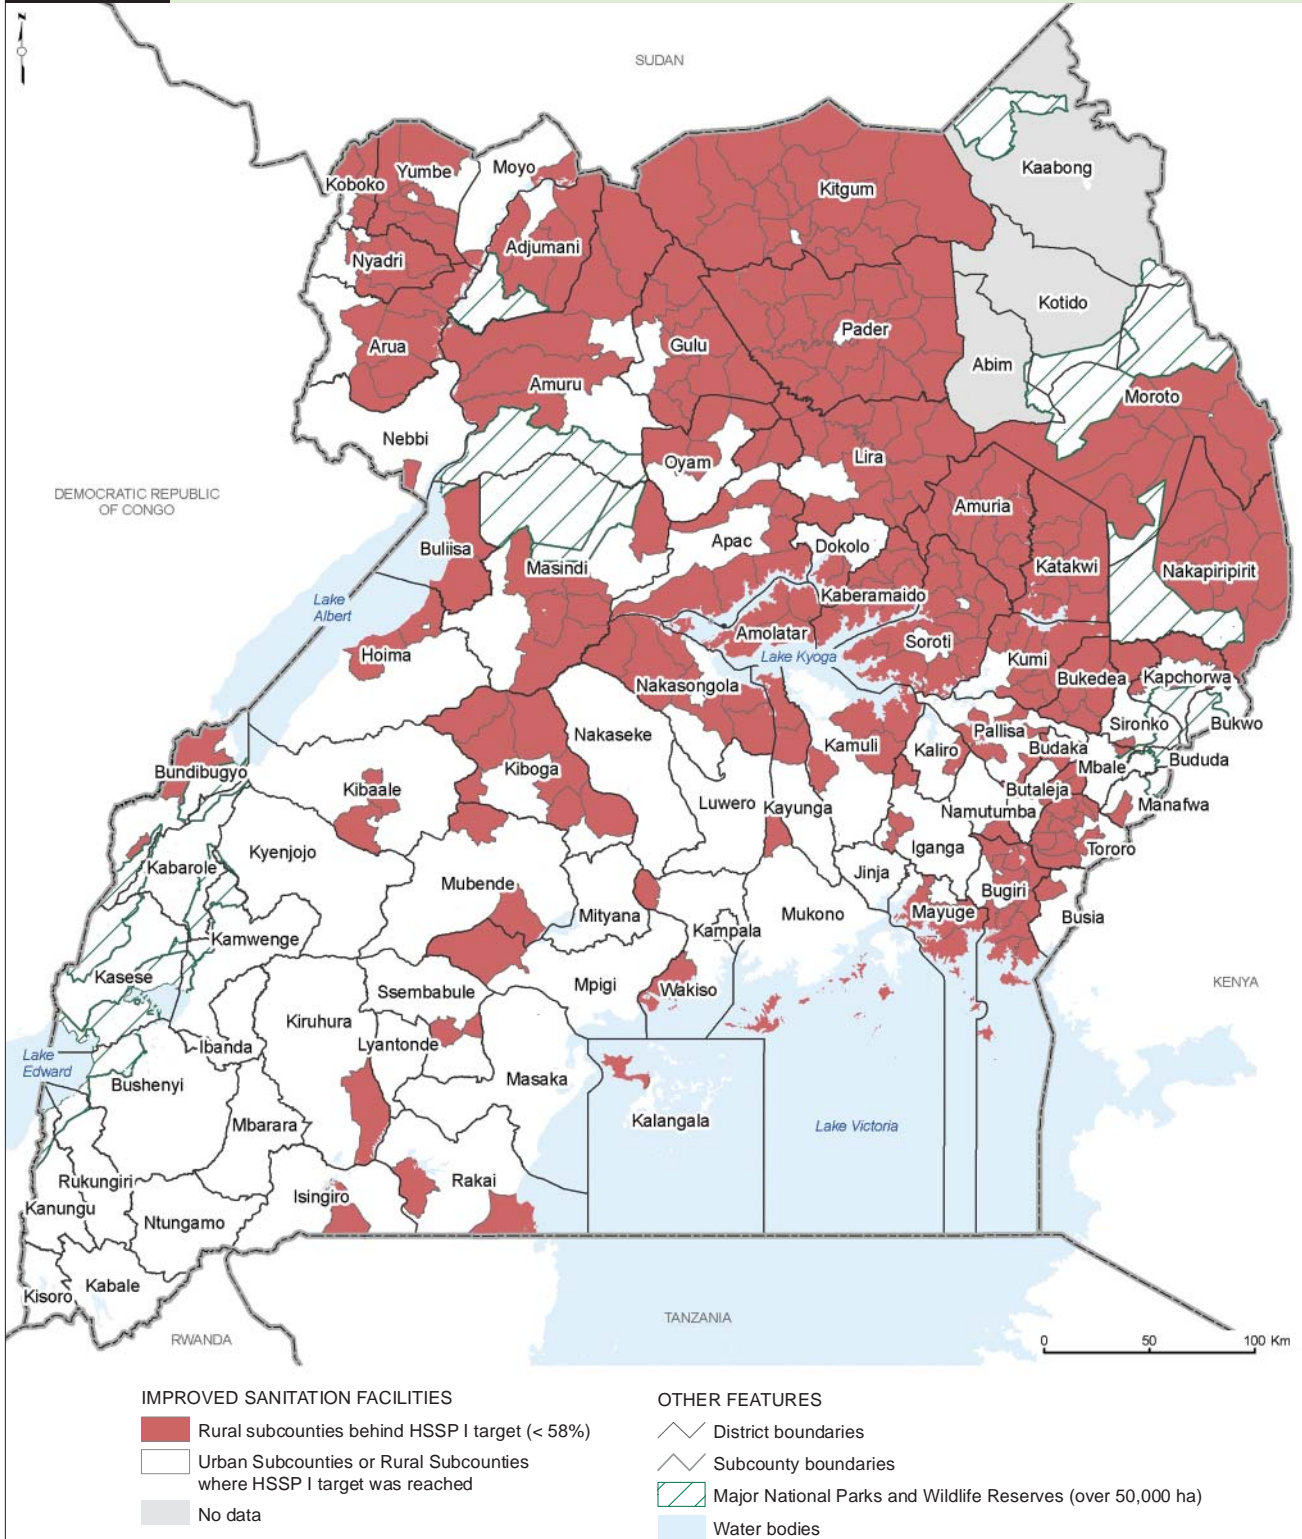 N
SUDAN
Kaabong
Moyo
Yumbe
Koboko
Kitgum
Adjumani
Nyadri
Kotido
Pader
Gulu
Arua
Abim
Amuru
Moroto
Nebbi
Oyam
Lira
DEMOCRATIC REPUBLIC
OF CONGO
Amuria
Apac
Dokolo
Buliisa
Masindi
Katakwi
Nakapiripirit
Lake
Albert
Kaberamaido
Amolatar
Soroti
Hoima
Lake Kyoga
Kumi
Bukedea
Kapchorwa
Nakasongola
Sironko
Bukwo
Nakaseke
Pallisa
Kamuli
Kaliro
Budaka
Bududa
Mbale
Bundibugyo
Kiboga
Kibaale
Butaleja
Luwero
Kayunga
Manafwa
Namutumba
Iganga
Tororo
Kyenjojo
Kabarole
Jinja
Mubende
Bugiri
Mityana
Mukono
Mayuge
Busia
Kampala
Kamwenge
Kasese
Mpigi
Wakiso
KENYA
Ssembabule
Kiruhura
Lyantonde
Ibanda
Lake
Edward
Masaka
Bushenyi
Kalangala
Lake Victoria
Mbarara
Rukungiri
Rakai
Isingiro
Kanungu
Ntungamo
Kabale
Kisoro
TANZANIA
RWANDA
0 50 100 Km
IMPROVED SANITATION FACILITIES
Rural subcounties behind HSSP I target (< 58%)
Urban Subcounties or Rural Subcounties
where HSSP I target was reached
No data
OTHER FEATURES
District boundaries
Subcounty boundaries
Major National Parks and Wildlife Reserves (over 50,000 ha)
Water bodies